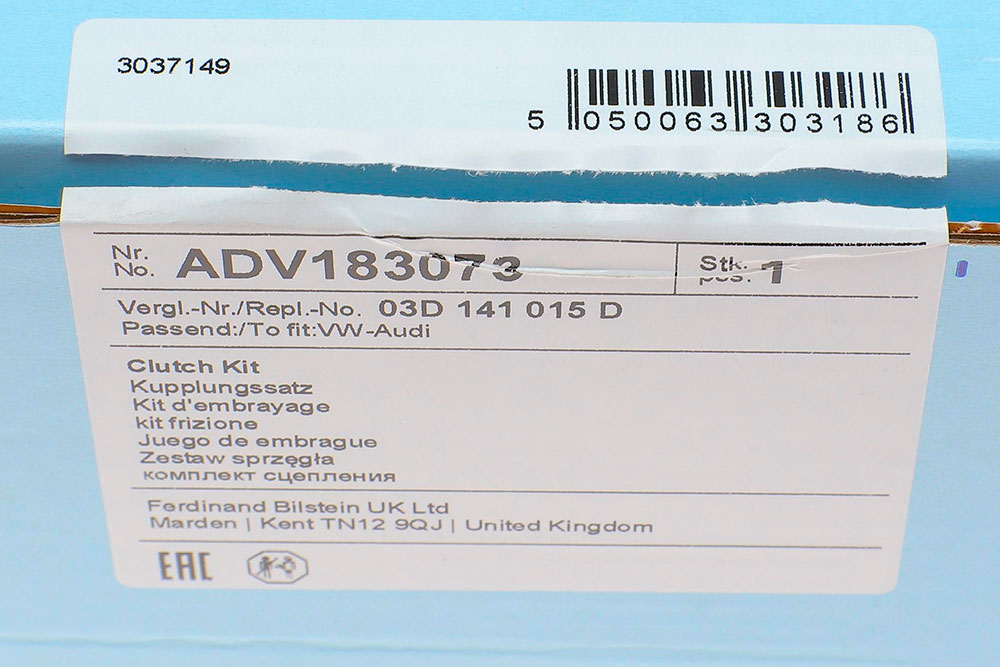 3037149
5 050063 303186
Nr.
No. ADV183073
Stk.
pcs. 1
Vergl.-Nr./Repl.-No. 03D 141 015 D
Passend:/To fit:VW-Audi
Clutch Kit
Kupplungssatz
Kit d'embrayage
kit frizione
Juego de embrague
Zestaw sprzęgła
комплект сцепления
Ferdinand Bilstein UK Ltd
Marden | Kent TN12 9QJ | United Kingdom
EAC